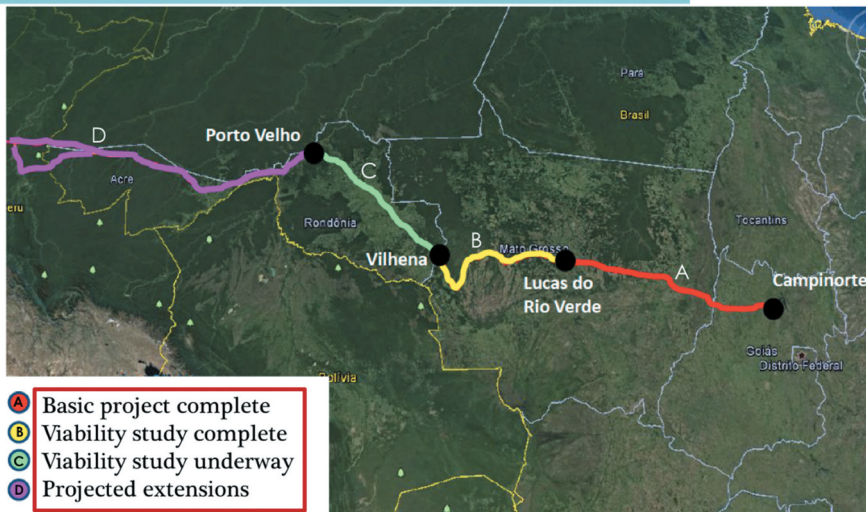 Pará
Brasil
D
Porto Velho
C
Acre
eru
Rondônia
Tocantins
B
Mato Grosso
Vilhena
A
Lucas do
Rio Verde
Campinorte
Goiás
Distrito Federal
Bolívia
A Basic project complete
B Viability study complete
C Viability study underway
D Projected extensions